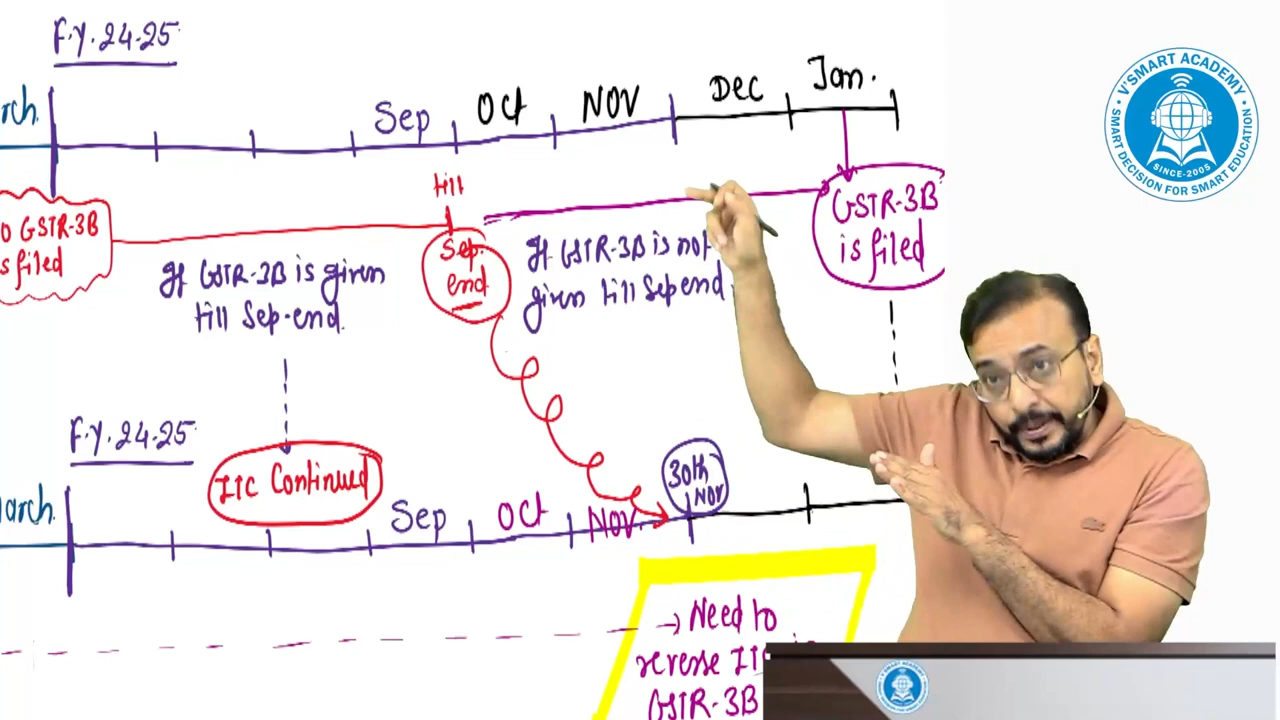 F.Y. 24-25
rch.
Sep
Oct
NOV
Dec
Jan.
till
O GSTR-3B
s filed
Sep.
end
If GSTR-3B is given
till Sep-end.
If GSTR-3B is not
given till Sep end
GSTR-3B
is filed
F.Y. 24-25
ITC Continued
30th
NOV
arch.
Sep
Oct
NOV.
→ Need to
reverse IT
GSTR-3B
V'SMART ACADEMY
SMART DECISION FOR SMART EDUCATION
SINCE-2005